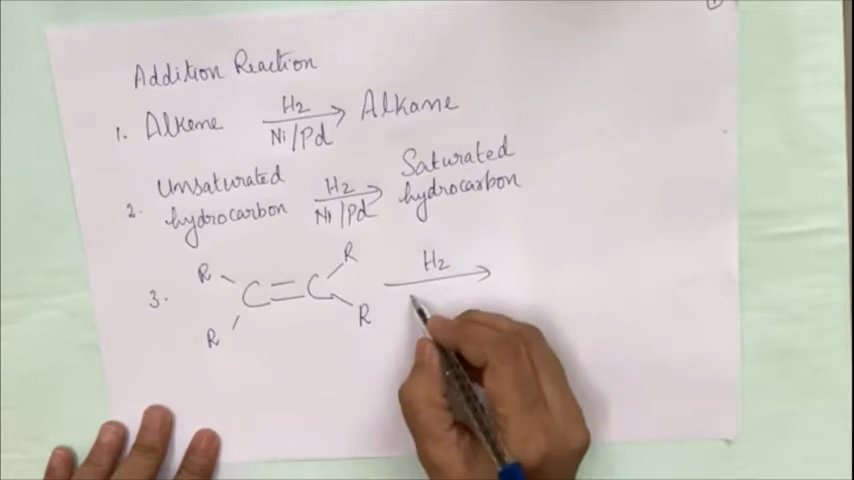 Addition Reaction
1. Alkene H2 Ni/Pd Alkane
2. Unsaturated hydrocarbon H2 Ni/Pd Saturated hydrocarbon
3. R R C=C R R H2